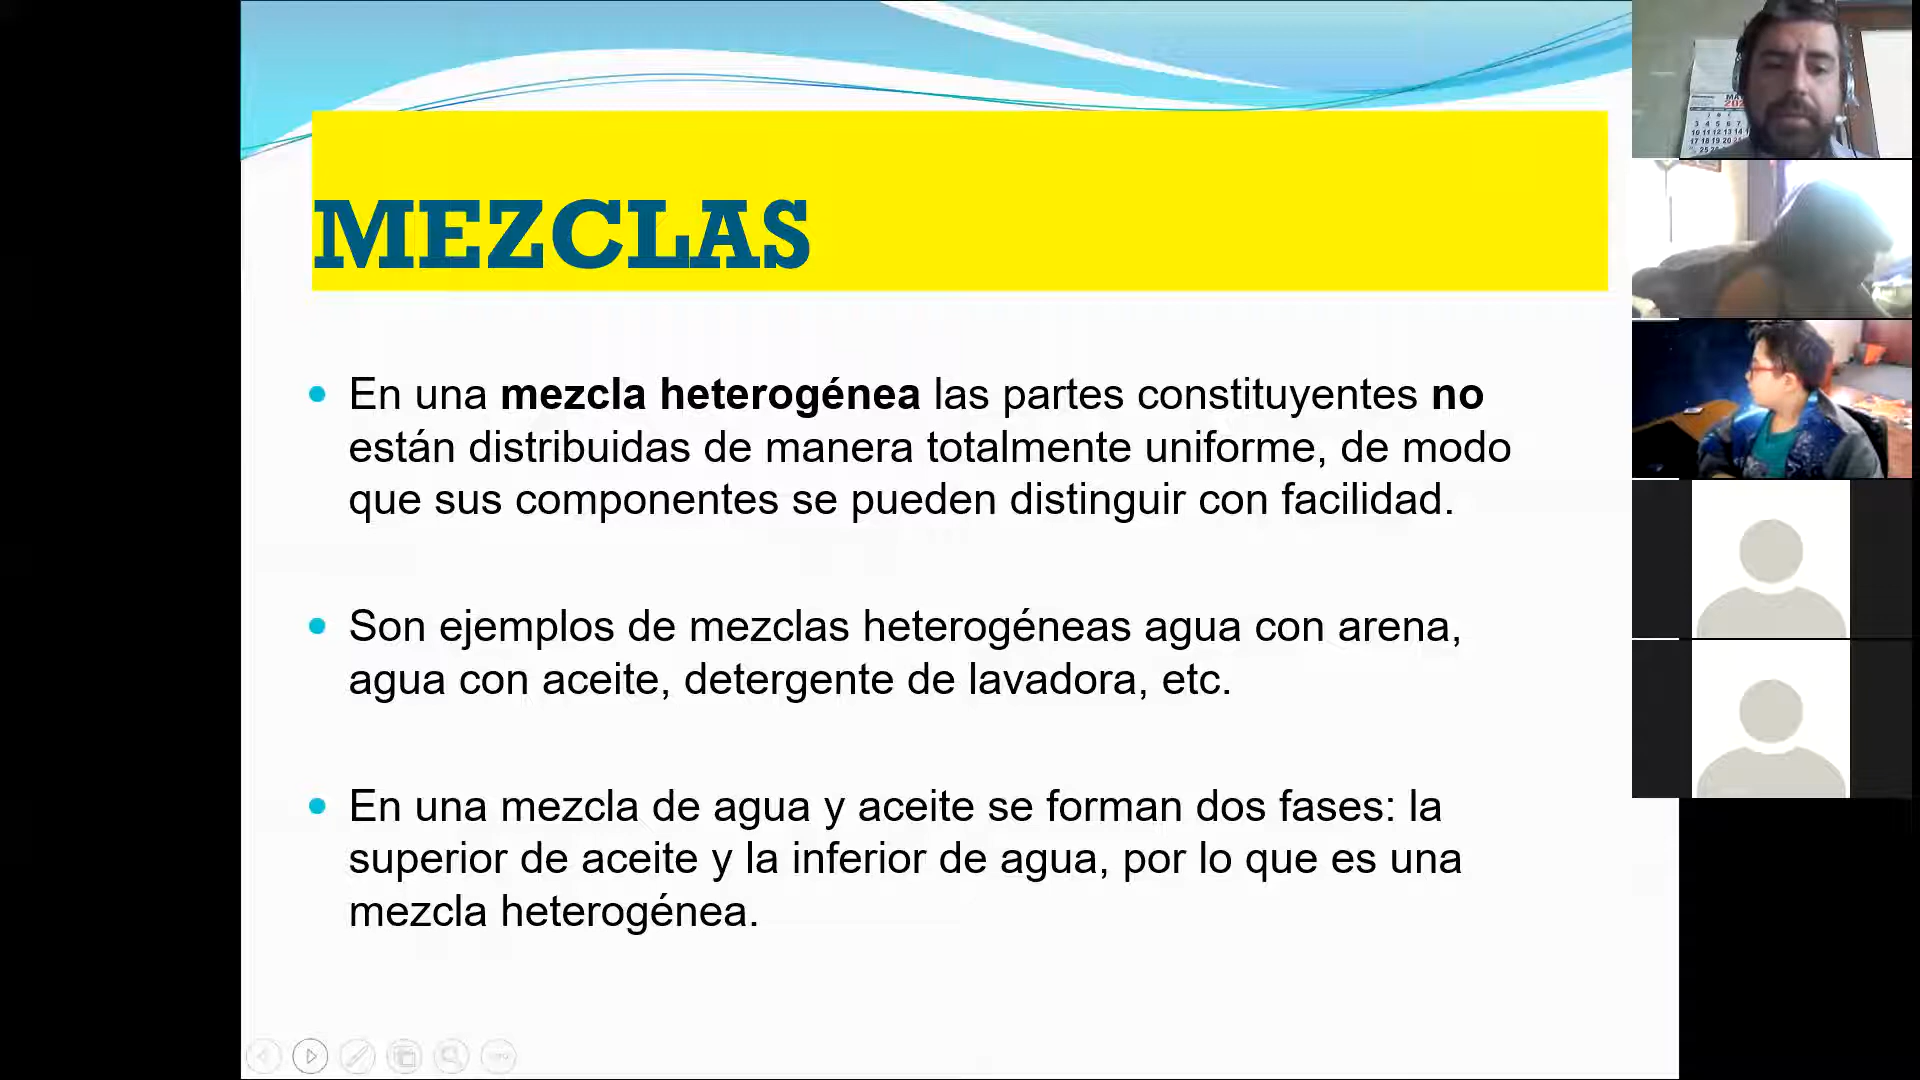 MEZCLAS
En una mezcla heterogénea las partes constituyentes no
están distribuidas de manera totalmente uniforme, de modo
que sus componentes se pueden distinguir con facilidad.
Son ejemplos de mezclas heterogéneas agua con arena,
agua con aceite, detergente de lavadora, etc.
En una mezcla de agua y aceite se forman dos fases: la
superior de aceite y la inferior de agua, por lo que es una
mezcla heterogénea.